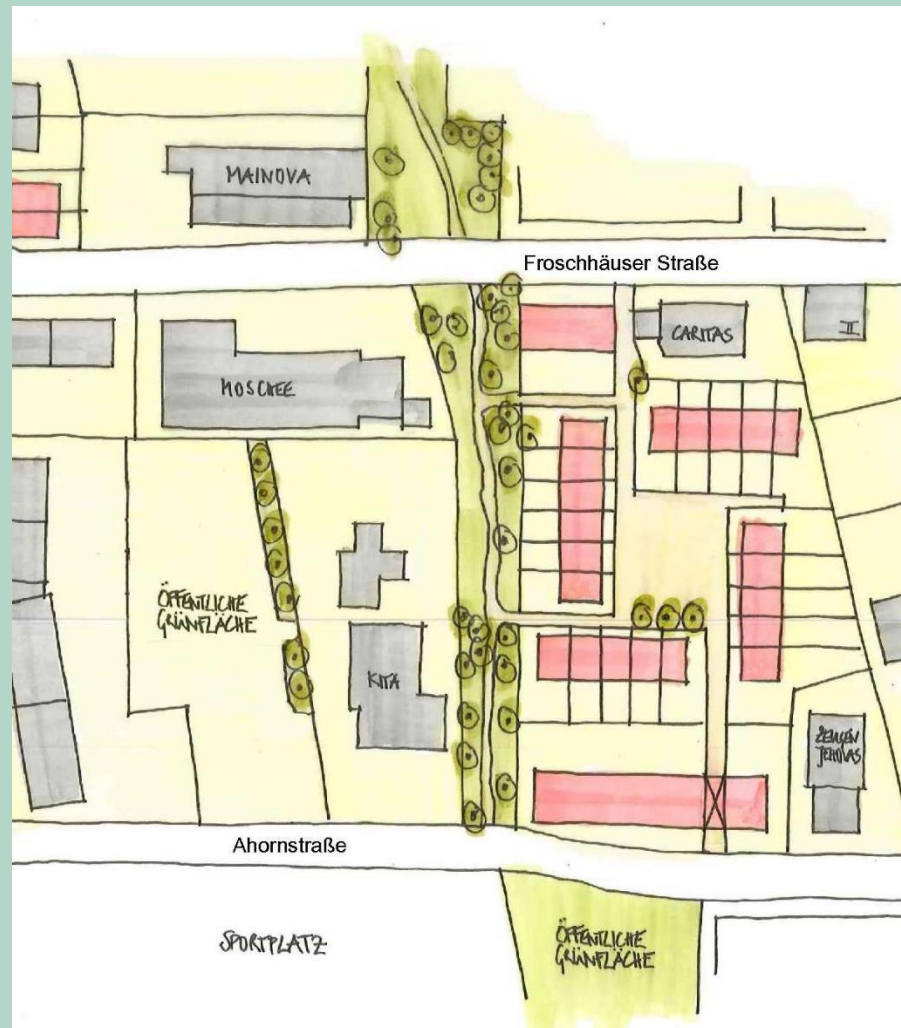 MAINOVA
Froschhäuser Straße
CARITAS
II
MOSCHEE
ÖFFENTLICHE
GRÜNFLÄCHE
KITA
ZEUGEN
JEHOVAS
Ahornstraße
SPORTPLATZ
ÖFFENTLICHE
GRÜNFLÄCHE